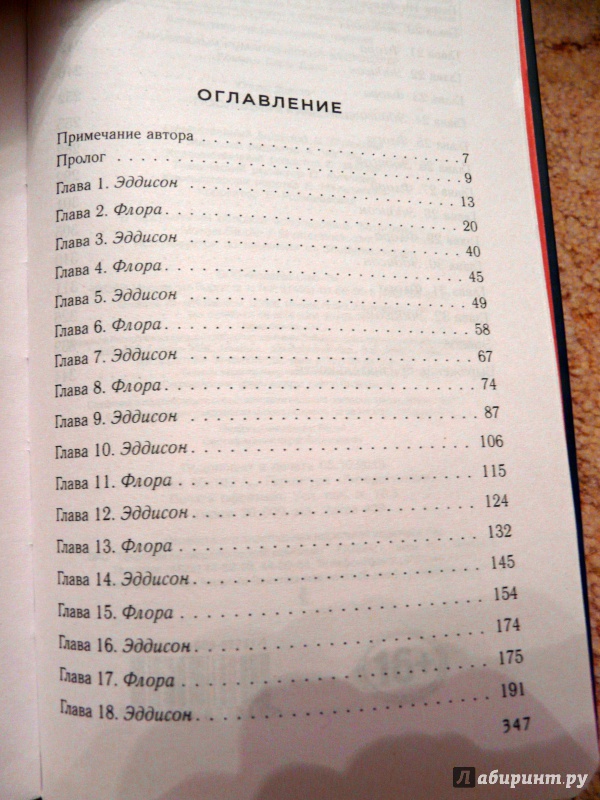 ОГЛАВЛЕНИЕ
Примечание автора . . . . . . . . . . . . . . . . . . . . . 7
Пролог . . . . . . . . . . . . . . . . . . . . . . . . . . . 9
Глава 1. Эддисон . . . . . . . . . . . . . . . . . . . . . 13
Глава 2. Флора . . . . . . . . . . . . . . . . . . . . . . 20
Глава 3. Эддисон . . . . . . . . . . . . . . . . . . . . . 40
Глава 4. Флора . . . . . . . . . . . . . . . . . . . . . . 45
Глава 5. Эддисон . . . . . . . . . . . . . . . . . . . . . 49
Глава 6. Флора . . . . . . . . . . . . . . . . . . . . . . 58
Глава 7. Эддисон . . . . . . . . . . . . . . . . . . . . . 67
Глава 8. Флора . . . . . . . . . . . . . . . . . . . . . . 74
Глава 9. Эддисон . . . . . . . . . . . . . . . . . . . . . 87
Глава 10. Эддисон . . . . . . . . . . . . . . . . . . . . 106
Глава 11. Флора . . . . . . . . . . . . . . . . . . . . . 115
Глава 12. Эддисон . . . . . . . . . . . . . . . . . . . . 124
Глава 13. Флора . . . . . . . . . . . . . . . . . . . . . 132
Глава 14. Эддисон . . . . . . . . . . . . . . . . . . . . 145
Глава 15. Флора . . . . . . . . . . . . . . . . . . . . . 154
Глава 16. Эддисон . . . . . . . . . . . . . . . . . . . . 174
Глава 17. Флора . . . . . . . . . . . . . . . . . . . . . 175
Глава 18. Эддисон . . . . . . . . . . . . . . . . . . . . 191
347
Лабиринт.ру